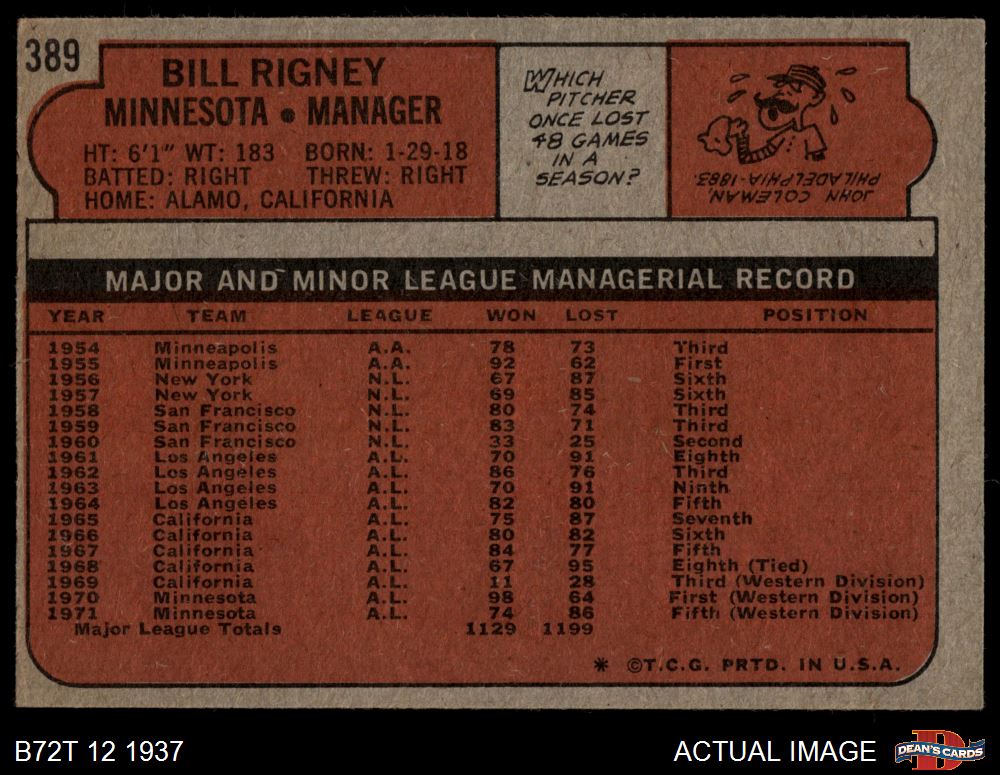 389
BILL RIGNEY
MINNESOTA • MANAGER
HT: 6'1" WT: 183 BORN: 1-29-18
BATTED: RIGHT THREW: RIGHT
HOME: ALAMO, CALIFORNIA
WHICH
PITCHER
ONCE LOST
48 GAMES
IN A
SEASON?
JOHN COLEMAN,
PHILADELPHIA-1883.
MAJOR AND MINOR LEAGUE MANAGERIAL RECORD
YEAR TEAM LEAGUE WON LOST POSITION
1954 Minneapolis A.A. 78 73 Third
1955 Minneapolis A.A. 92 62 First
1956 New York N.L. 67 87 Sixth
1957 New York N.L. 69 85 Sixth
1958 San Francisco N.L. 80 74 Third
1959 San Francisco N.L. 83 71 Third
1960 San Francisco N.L. 33 25 Second
1961 Los Angeles A.L. 70 91 Eighth
1962 Los Angeles A.L. 86 76 Third
1963 Los Angeles A.L. 70 91 Ninth
1964 Los Angeles A.L. 82 80 Fifth
1965 California A.L. 75 87 Seventh
1966 California A.L. 80 82 Sixth
1967 California A.L. 84 77 Fifth
1968 California A.L. 67 95 Eighth (Tied)
1969 California A.L. 11 28 Third (Western Division)
1970 Minnesota A.L. 98 64 First (Western Division)
1971 Minnesota A.L. 74 86 Fifth (Western Division)
Major League Totals 1129 1199
* ©T.C.G. PRTD. IN U.S.A.
B72T 12 1937
ACTUAL IMAGE
DEAN'S CARDS